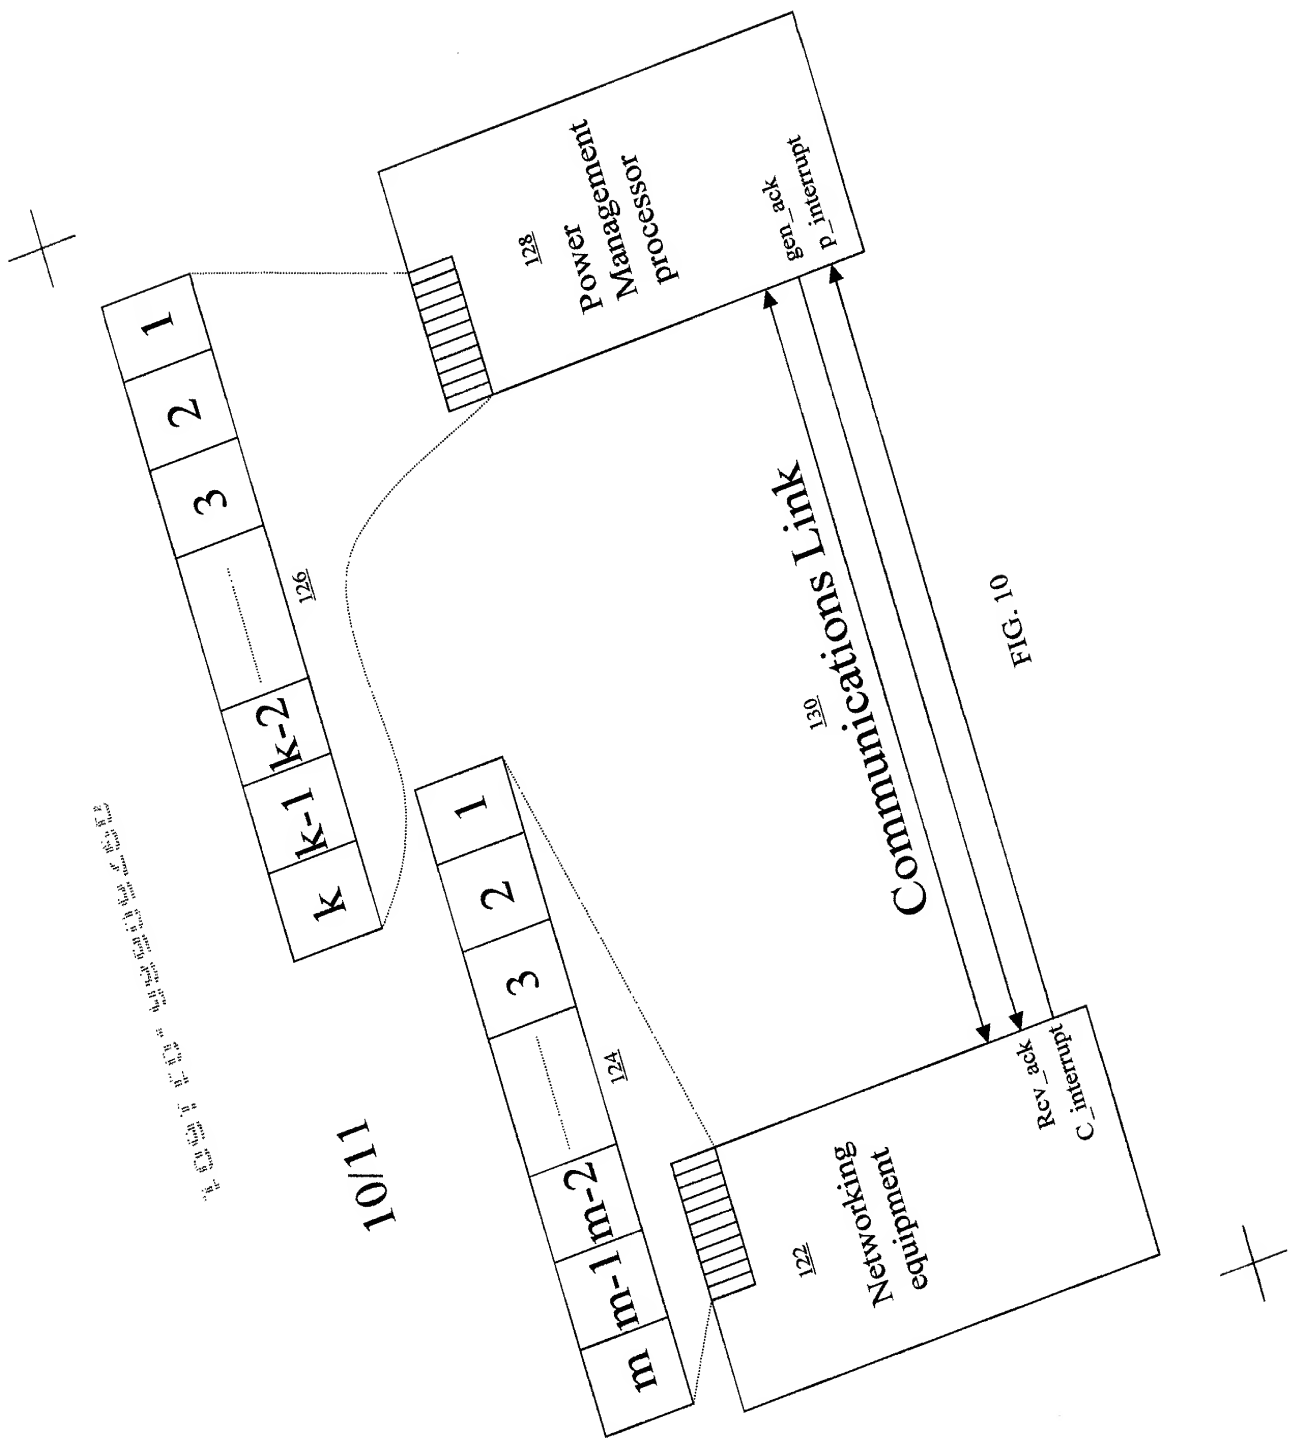 10/11
k
k-1
k-2
3
2
1
126
m
m-1
m-2
3
2
1
124
122
Networking
equipment
Rcv_ack
C_interrupt
128
Power
Management
processor
gen_ack
P_interrupt
130
Communications Link
FIG. 10